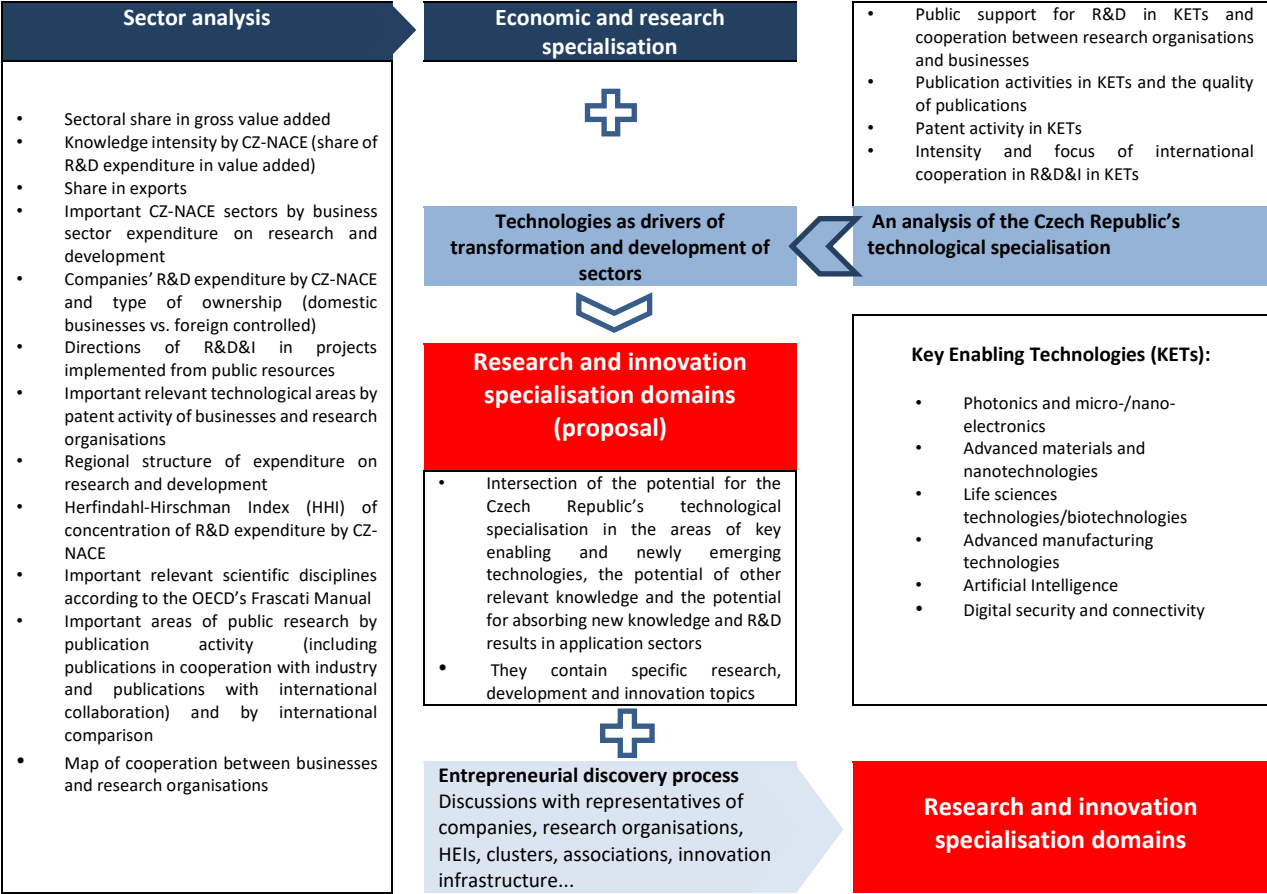 Sector analysis
• Sectoral share in gross value added
• Knowledge intensity by CZ-NACE (share of
R&D expenditure in value added)
• Share in exports
• Important CZ-NACE sectors by business
sector expenditure on research and
development
• Companies’ R&D expenditure by CZ-NACE
and type of ownership (domestic
businesses vs. foreign controlled)
• Directions of R&D&I in projects
implemented from public resources
• Important relevant technological areas by
patent activity of businesses and research
organisations
• Regional structure of expenditure on
research and development
• Herfindahl-Hirschman Index (HHI) of
concentration of R&D expenditure by CZ-
NACE
• Important relevant scientific disciplines
according to the OECD’s Frascati Manual
• Important areas of public research by
publication activity (including
publications in cooperation with industry
and publications with international
collaboration) and by international
comparison
• Map of cooperation between businesses
and research organisations
Economic and research
specialisation
Technologies as drivers of
transformation and development of
sectors
Research and innovation
specialisation domains
(proposal)
• Intersection of the potential for the
Czech Republic’s technological
specialisation in the areas of key
enabling and newly emerging
technologies, the potential of other
relevant knowledge and the potential
for absorbing new knowledge and R&D
results in application sectors
• They contain specific research,
development and innovation topics
Entrepreneurial discovery process
Discussions with representatives of
companies, research organisations,
HEIs, clusters, associations, innovation
infrastructure...
• Public support for R&D in KETs and
cooperation between research organisations
and businesses
• Publication activities in KETs and the quality
of publications
• Patent activity in KETs
• Intensity and focus of international
cooperation in R&D&I in KETs
An analysis of the Czech Republic’s
technological specialisation
Key Enabling Technologies (KETs):
• Photonics and micro-/nano-
electronics
• Advanced materials and
nanotechnologies
• Life sciences
technologies/biotechnologies
• Advanced manufacturing
technologies
• Artificial Intelligence
• Digital security and connectivity
Research and innovation
specialisation domains